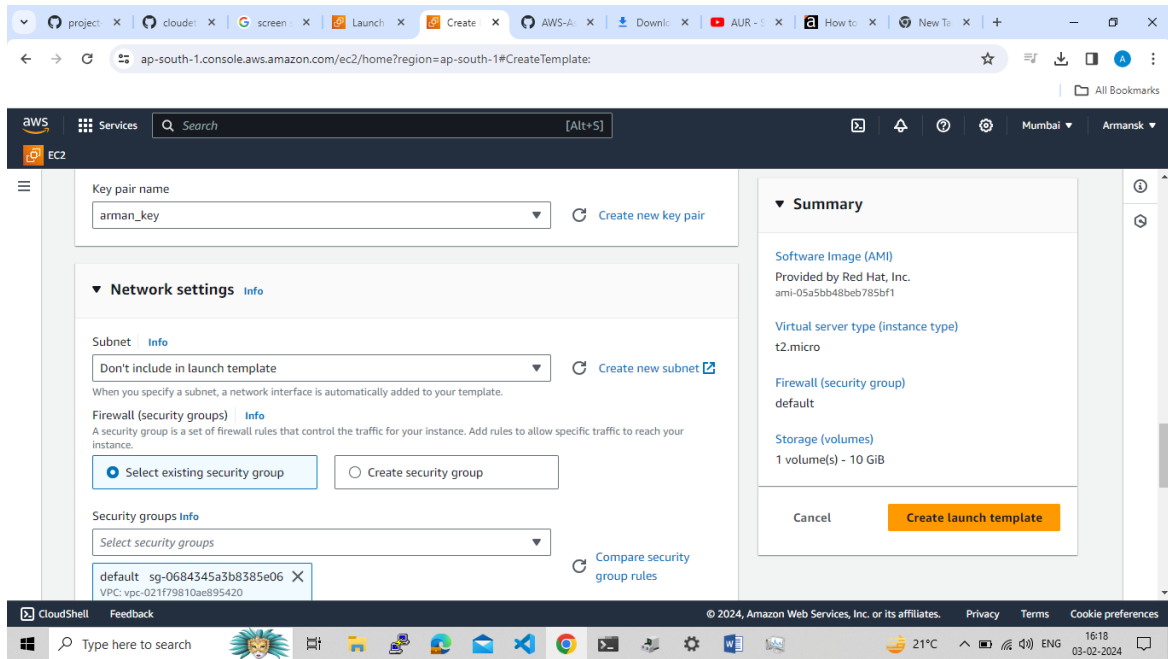 project-
cloudet
screen
Launch
Create
AWS-A
Downlo
AUR - S
How to
New Ta
ap-south-1.console.aws.amazon.com/ec2/home?region=ap-south-1#CreateTemplate:
A
All Bookmarks
aws
Services
Search
[Alt+S]
Mumbai
Armansk
EC2
Key pair name
arman_key
Create new key pair
Network settings Info
Subnet Info
Don't include in launch template
Create new subnet
When you specify a subnet, a network interface is automatically added to your template.
Firewall (security groups) Info
A security group is a set of firewall rules that control the traffic for your instance. Add rules to allow specific traffic to reach your
instance.
Select existing security group
Create security group
Security groups Info
Select security groups
Compare security
group rules
default sg-0684345a3b8385e06
VPC: vpc-021f79810ae895420
Summary
Software Image (AMI)
Provided by Red Hat, Inc.
ami-05a5bb48beb785bf1
Virtual server type (instance type)
t2.micro
Firewall (security group)
default
Storage (volumes)
1 volume(s) - 10 GiB
Cancel
Create launch template
CloudShell
Feedback
© 2024, Amazon Web Services, Inc. or its affiliates.
Privacy
Terms
Cookie preferences
Type here to search
21°C
ENG
16:18
03-02-2024